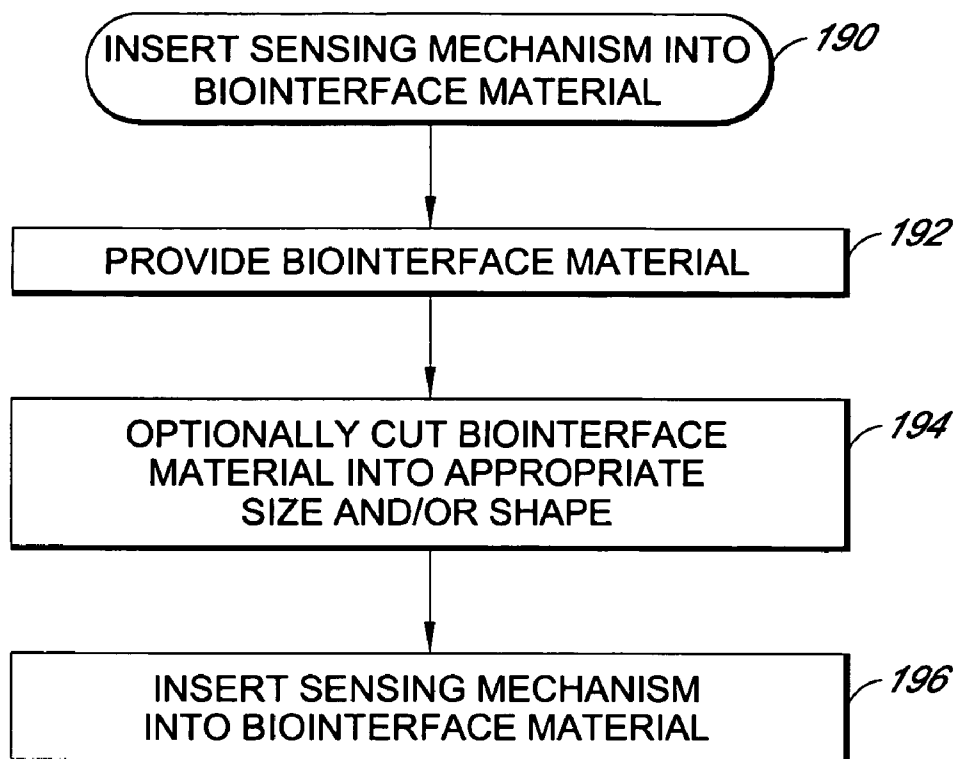 INSERT SENSING MECHANISM INTO
BIOINTERFACE MATERIAL
190
PROVIDE BIOINTERFACE MATERIAL
192
OPTIONALLY CUT BIOINTERFACE
MATERIAL INTO APPROPRIATE
SIZE AND/OR SHAPE
194
INSERT SENSING MECHANISM
INTO BIOINTERFACE MATERIAL
196